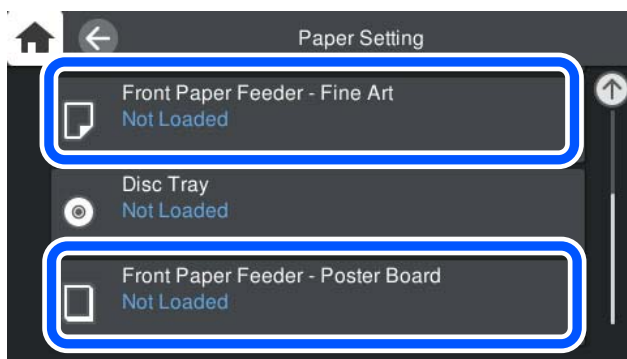 Paper Setting
Front Paper Feeder - Fine Art
Not Loaded
Disc Tray
Not Loaded
Front Paper Feeder - Poster Board
Not Loaded